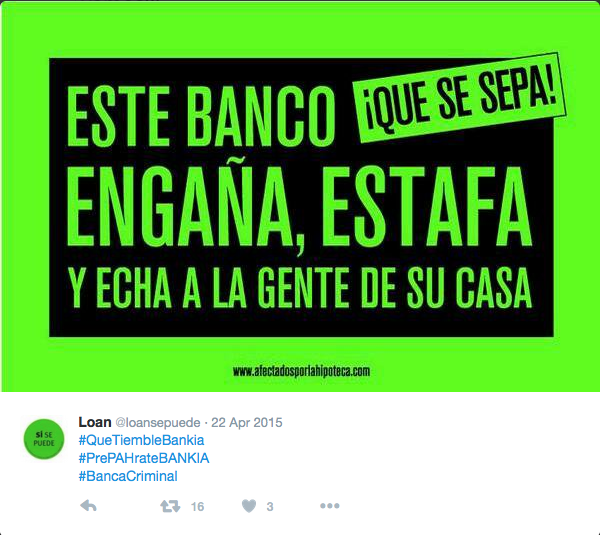 ESTE BANCO ¡QUE SE SEPA!
ENGAÑA, ESTAFA
Y ECHA A LA GENTE DE SU CASA
www.afectadosporlahipoteca.com
SÍ SE
PUEDE
Loan @loansepuede · 22 Apr 2015
#QueTiembleBankia
#PrePAHrateBANKIA
#BancaCriminal
16 3